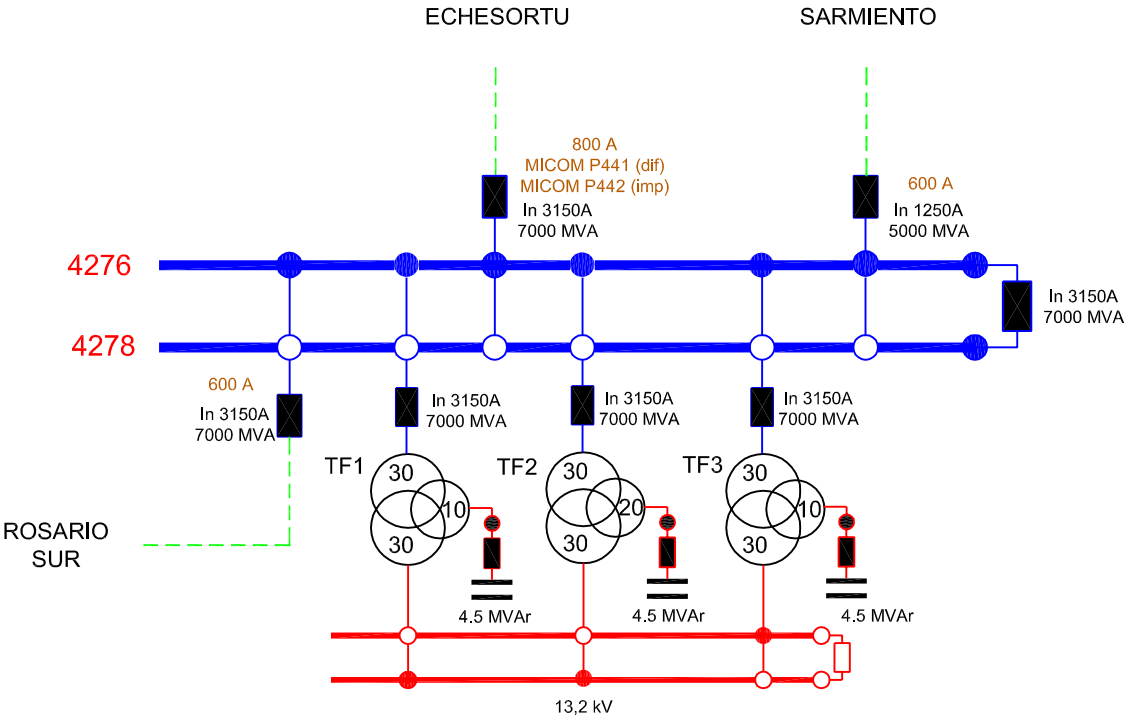 ECHESORTU
SARMIENTO
800 A
MICOM P441 (dif)
MICOM P442 (imp)
In 3150A
7000 MVA
600 A
In 1250A
5000 MVA
4276
In 3150A
7000 MVA
4278
600 A
In 3150A
7000 MVA
In 3150A
7000 MVA
In 3150A
7000 MVA
In 3150A
7000 MVA
TF1
30
10
30
TF2
30
20
30
TF3
30
10
30
ROSARIO
SUR
4.5 MVAr
4.5 MVAr
4.5 MVAr
13,2 kV